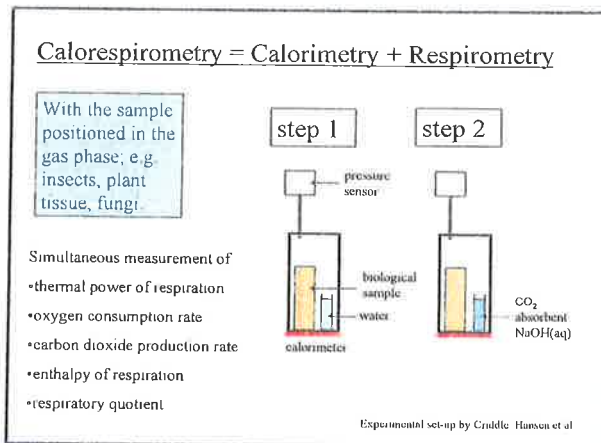 Calorespirometry = Calorimetry + Respirometry
With the sample
positioned in the
gas phase; e.g.
insects, plant
tissue, fungi.
step 1
step 2
pressure
sensor
biological
sample
water
calorimeter
CO₂
absorbent
NaOH(aq)
Simultaneous measurement of
•thermal power of respiration
•oxygen consumption rate
•carbon dioxide production rate
•enthalpy of respiration
•respiratory quotient
Experimental set-up by Criddle Hansen et al